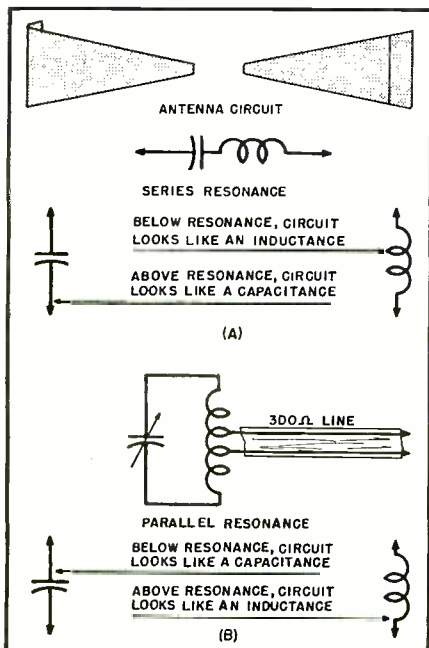 ANTENNA CIRCUIT
SERIES RESONANCE
BELOW RESONANCE, CIRCUIT
LOOKS LIKE AN INDUCTANCE
ABOVE RESONANCE, CIRCUIT
LOOKS LIKE A CAPACITANCE
(A)
300Ω LINE
PARALLEL RESONANCE
BELOW RESONANCE, CIRCUIT
LOOKS LIKE A CAPACITANCE
ABOVE RESONANCE, CIRCUIT
LOOKS LIKE AN INDUCTANCE
(B)